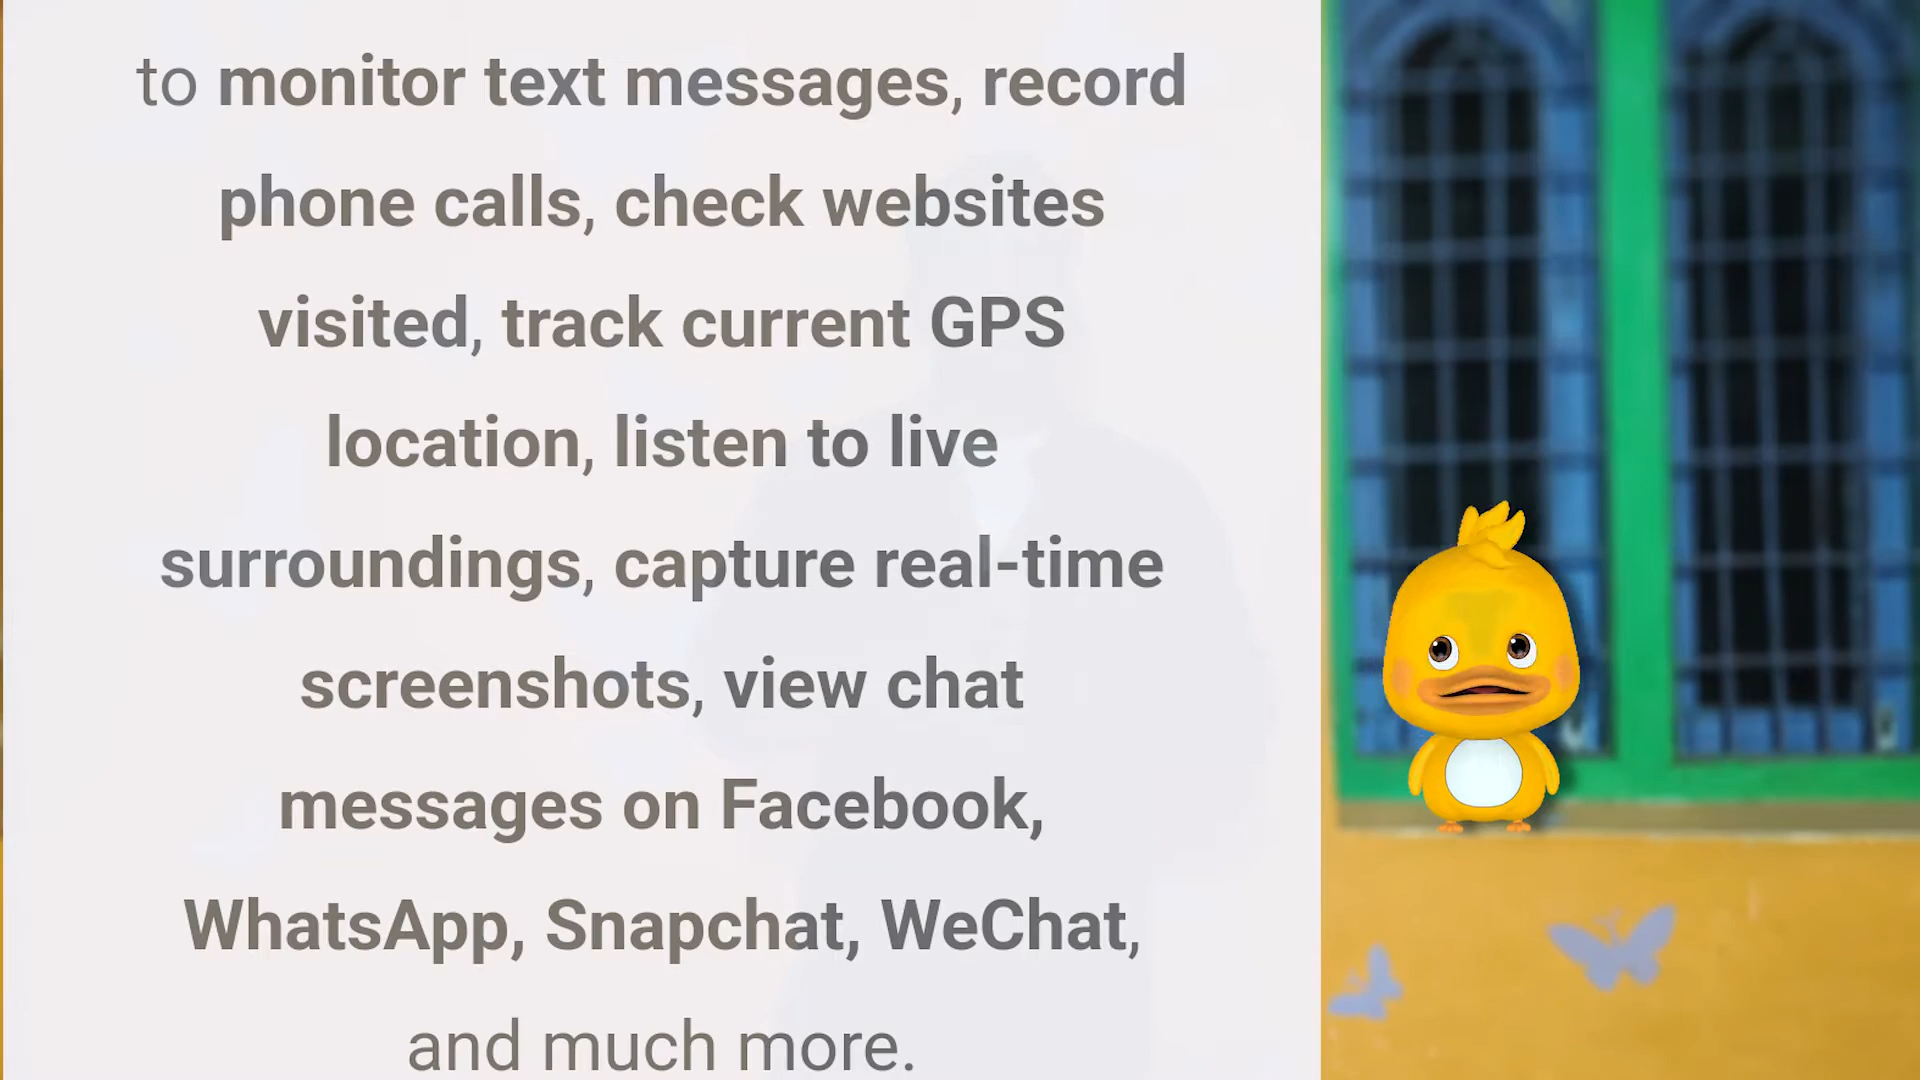 to monitor text messages, record
phone calls, check websites
visited, track current GPS
location, listen to live
surroundings, capture real-time
screenshots, view chat
messages on Facebook,
WhatsApp, Snapchat, WeChat,
and much more.